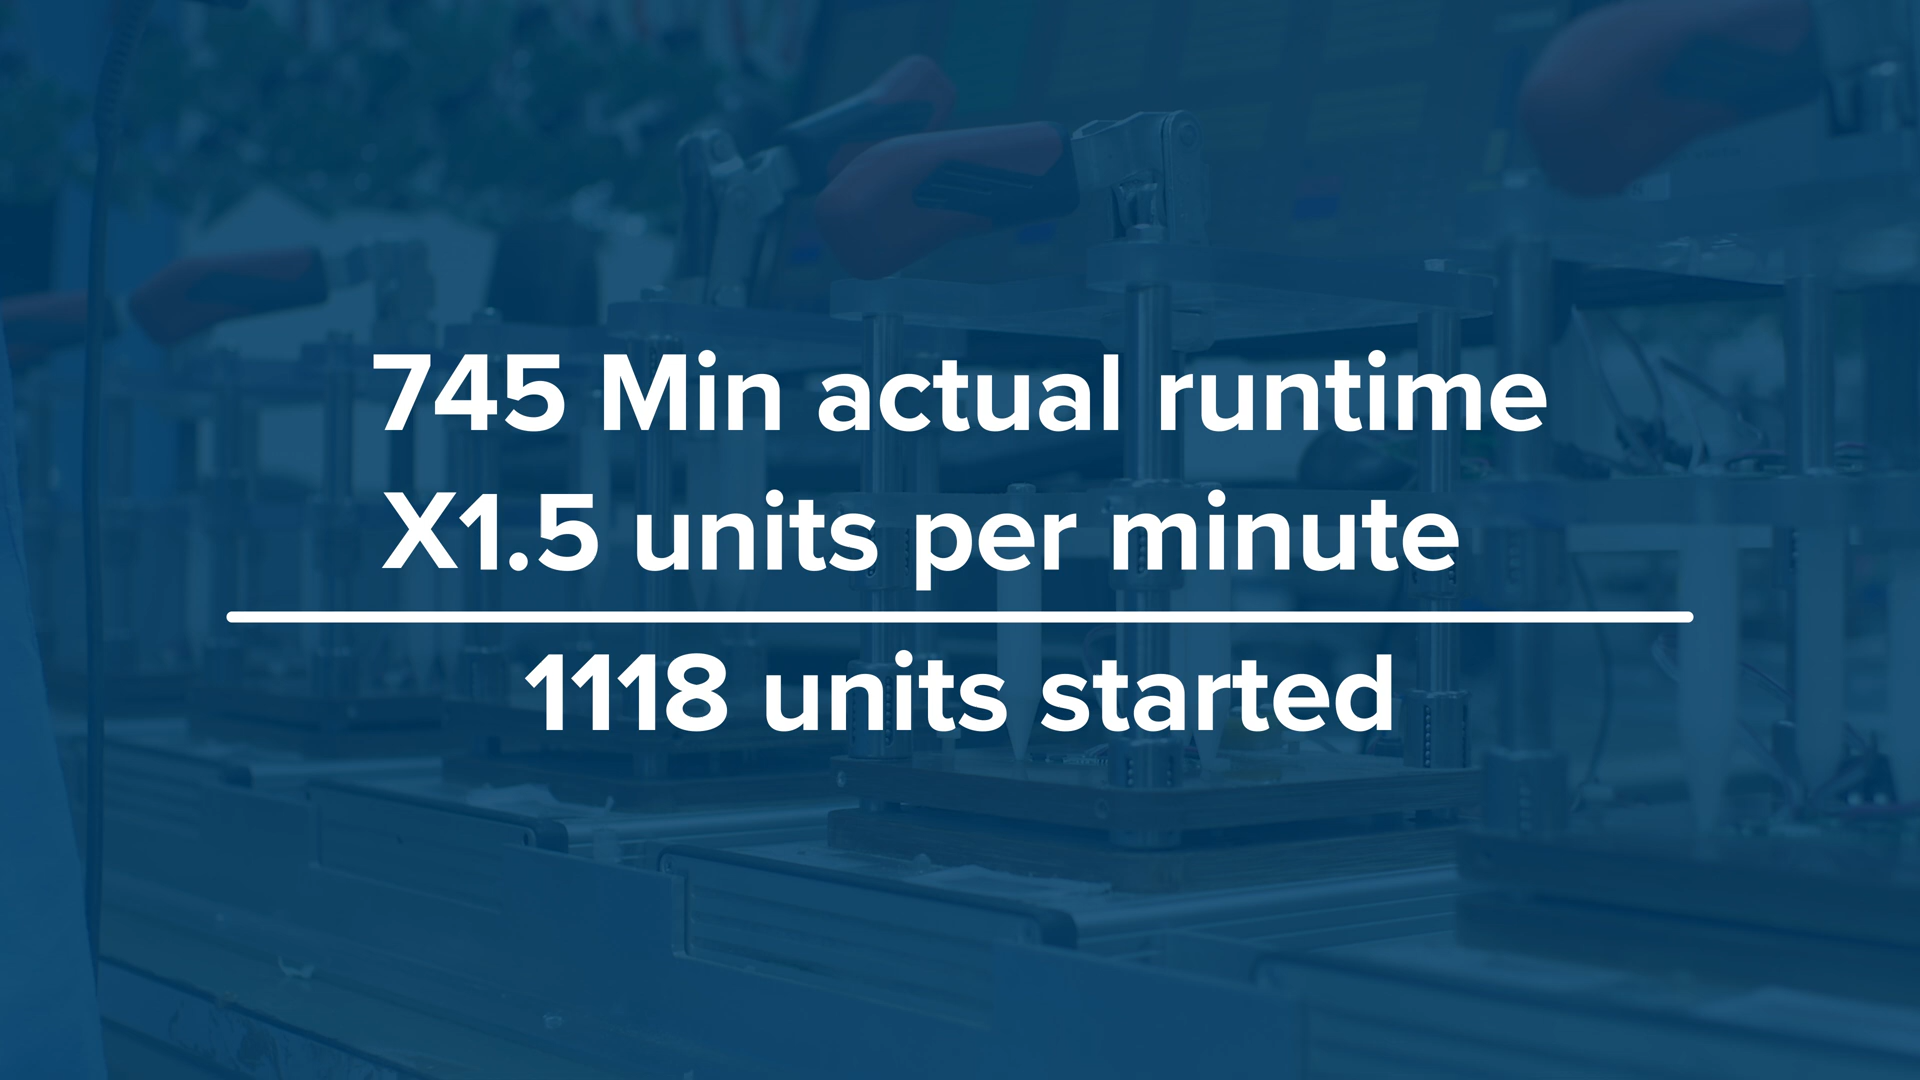 745 Min actual runtime
X1.5 units per minute
1118 units started